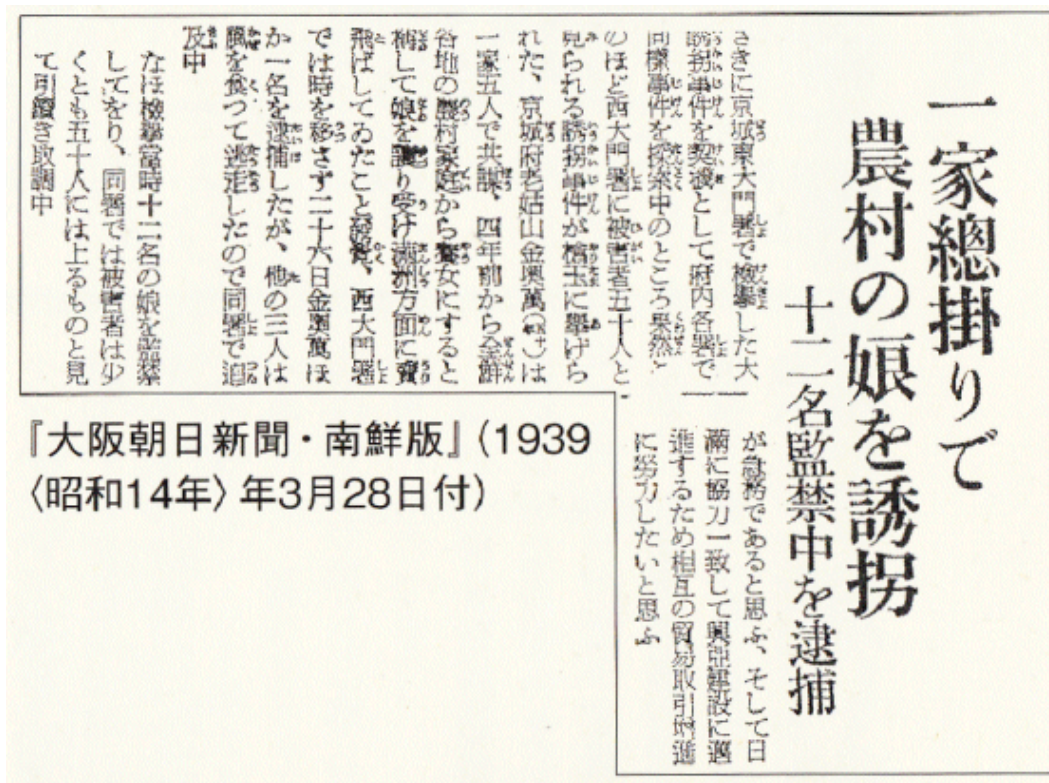 一家總掛りで
農村の娘を誘拐
十二名監禁中を逮捕
さきに京城東大門署で檢擧した大
誘拐事件を契機として府内各署で
同樣事件を探索中のところ果然こ
のほど西大門署に被害者五十人と
見られる誘拐事件が槍玉に擧げら
れた、京城府老姑山金奥萬は
一家五人で共謀、四年前から全鮮
各地の農村家庭から養女にすると
稱して娘を讓り受け滿洲方面に賣
飛ばしてゐたこと發覺、西大門署
では時を移さず二十六日金奥萬ほ
か一名を逮捕したが、他の三人は
風を食つて逃走したので同署で追
及中
なほ檢擧當時十二名の娘を監禁
してをり、同署では被害者は少
くとも五十人には上るものと見
て引續き取調中
が急務であると思ふ、そして日
滿に協力一致して興亞建設に邁
進するため相互の貿易取引增進
に努力したいと思ふ
『大阪朝日新聞・南鮮版』（1939
〈昭和14年〉年3月28日付）